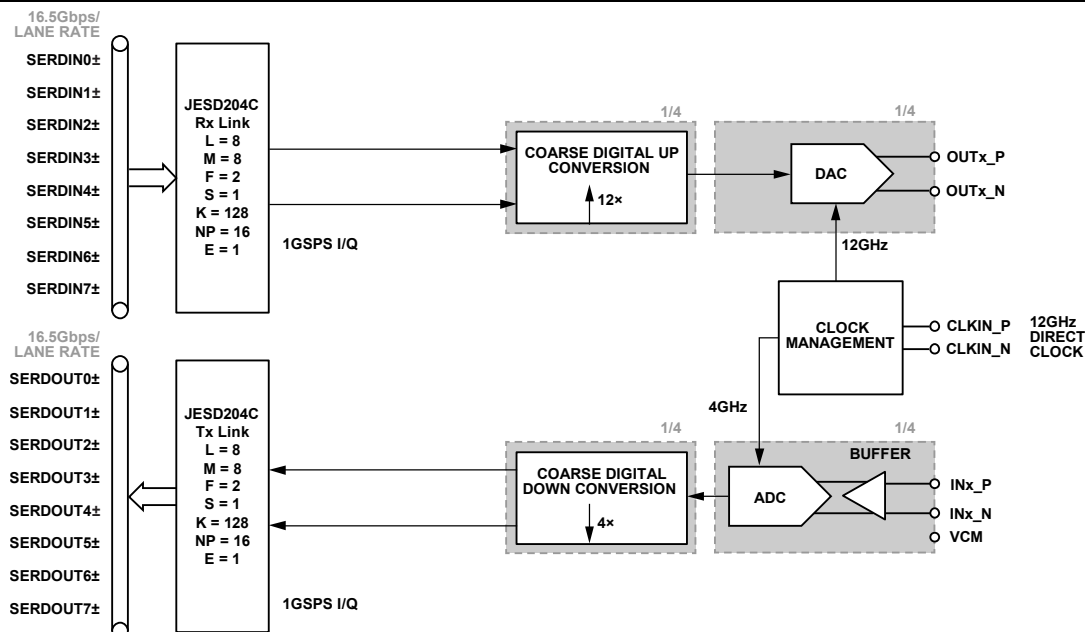 16.5Gbps/
LANE RATE
SERDIN0±
SERDIN1±
SERDIN2±
SERDIN3±
SERDIN4±
SERDIN5±
SERDIN6±
SERDIN7±
JESD204C
Rx Link
L = 8
M = 8
F = 2
S = 1
K = 128
NP = 16
E = 1
1GSPS I/Q
1/4
COARSE DIGITAL UP
CONVERSION
12×
1/4
DAC
OUTx_P
OUTx_N
12GHz
CLOCK
MANAGEMENT
CLKIN_P
CLKIN_N
12GHz
DIRECT
CLOCK
4GHz
16.5Gbps/
LANE RATE
SERDOUT0±
SERDOUT1±
SERDOUT2±
SERDOUT3±
SERDOUT4±
SERDOUT5±
SERDOUT6±
SERDOUT7±
JESD204C
Tx Link
L = 8
M = 8
F = 2
S = 1
K = 128
NP = 16
E = 1
1GSPS I/Q
1/4
COARSE DIGITAL
DOWN CONVERSION
4×
1/4
BUFFER
ADC
INx_P
INx_N
VCM